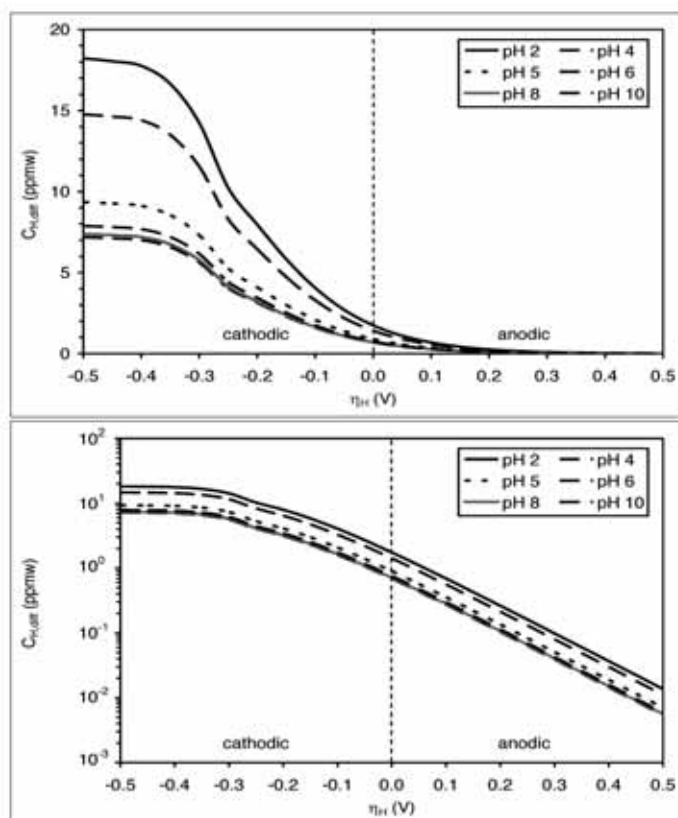 20
15
10
5
0
C_H,diff (ppmw)
pH 2 pH 4
pH 5 pH 6
pH 8 pH 10
cathodic anodic
-0.5 -0.4 -0.3 -0.2 -0.1 0.0 0.1 0.2 0.3 0.4 0.5
η_H (V)
10²
10¹
10⁰
10⁻¹
10⁻²
10⁻³
C_H,diff (ppmw)
pH 2 pH 4
pH 5 pH 6
pH 8 pH 10
cathodic anodic
-0.5 -0.4 -0.3 -0.2 -0.1 0.0 0.1 0.2 0.3 0.4 0.5
η_H (V)